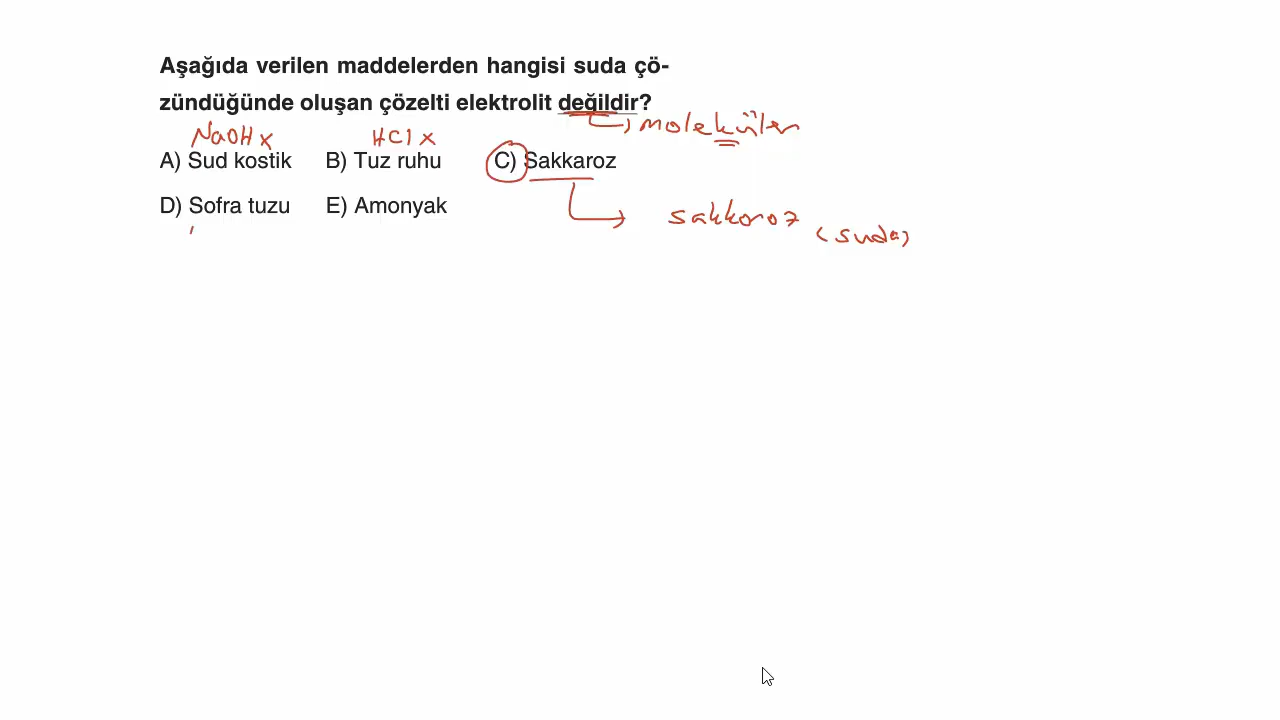 Aşağıda verilen maddelerden hangisi suda çö-
zündüğünde oluşan çözelti elektrolit değildir?
moleküler
NaOH x HCl x
A) Sud kostik B) Tuz ruhu C) Sakkaroz
D) Sofra tuzu E) Amonyak
sakkaroz (suda)